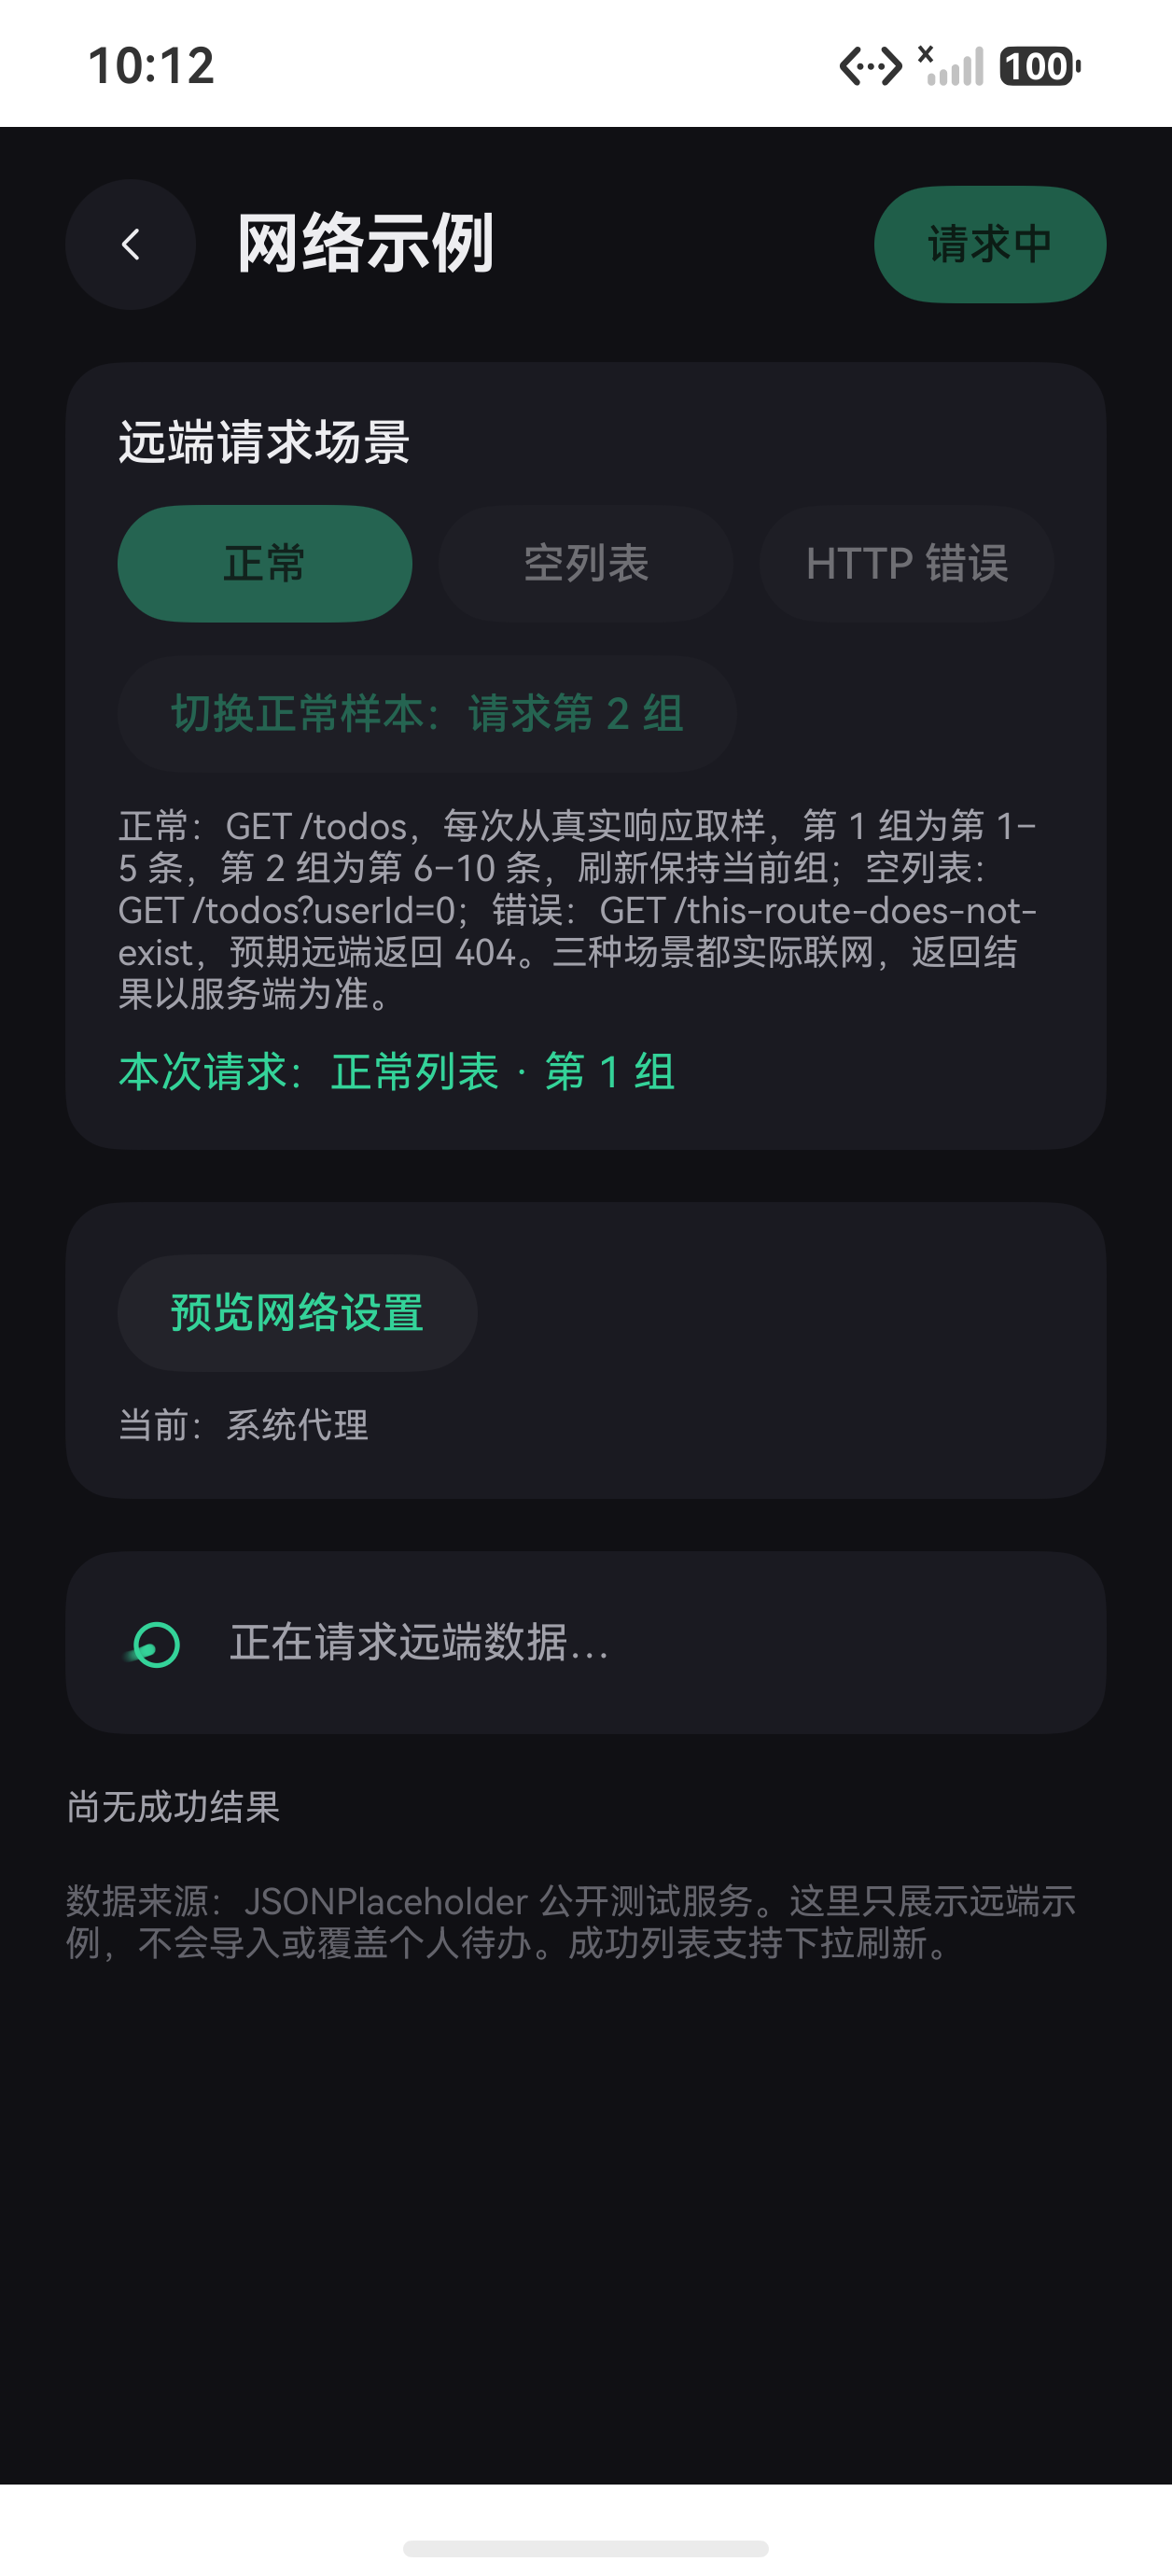 10:12
100
网络示例
请求中
远端请求场景
正常
空列表
HTTP 错误
切换正常样本：请求第 2 组
正常：GET /todos，每次从真实响应取样，第 1 组为第 1–
5 条，第 2 组为第 6–10 条，刷新保持当前组；空列表：
GET /todos?userId=0；错误：GET /this-route-does-not-
exist，预期远端返回 404。三种场景都实际联网，返回结
果以服务端为准。
本次请求：正常列表 · 第 1 组
预览网络设置
当前：系统代理
正在请求远端数据…
尚无成功结果
数据来源：JSONPlaceholder 公开测试服务。这里只展示远端示
例，不会导入或覆盖个人待办。成功列表支持下拉刷新。